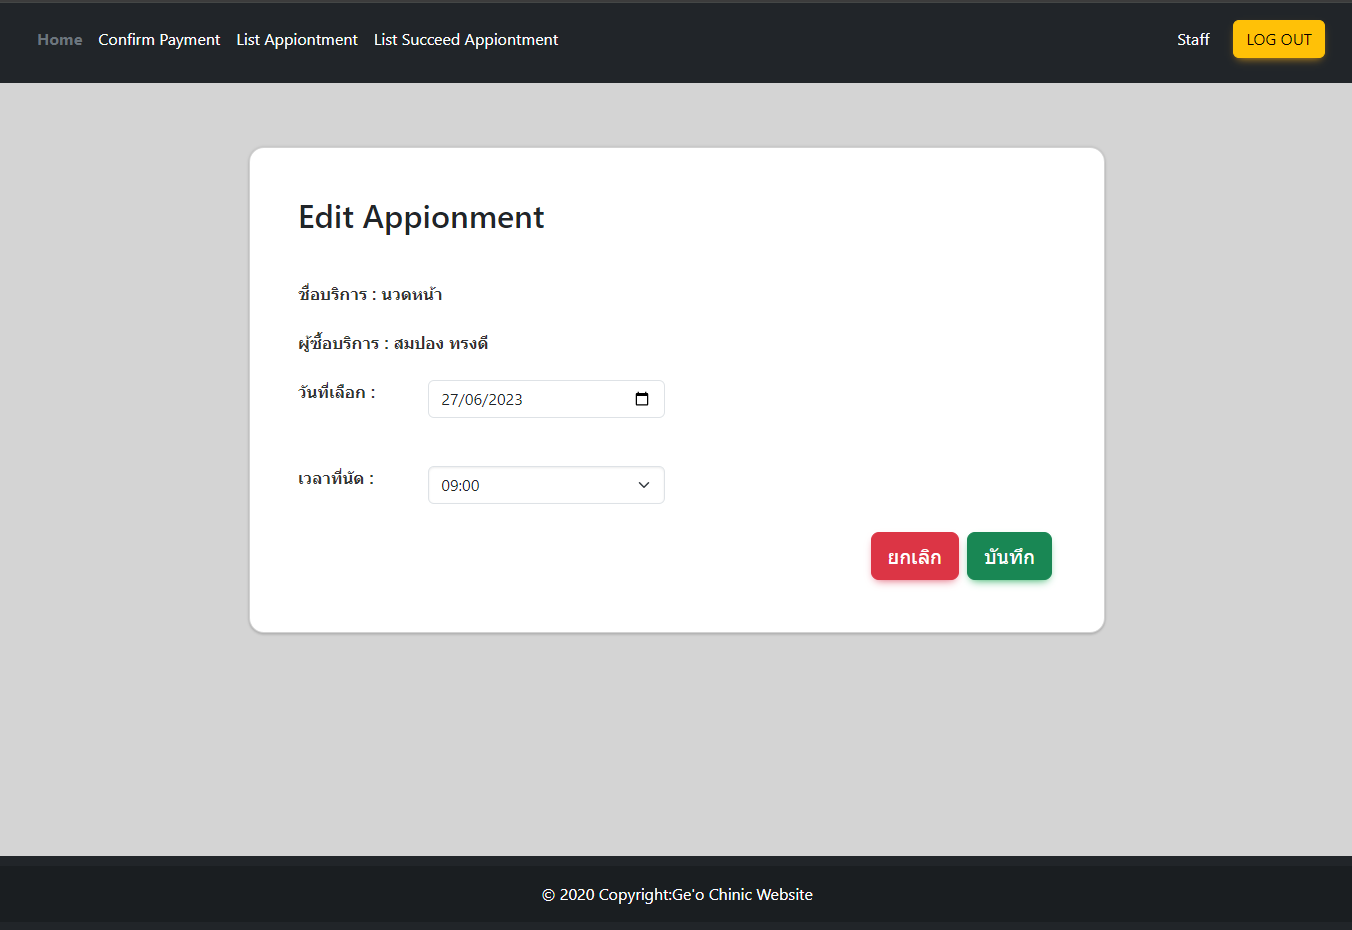 Home Confirm Payment List Appiontment List Succeed Appiontment Staff LOG OUT
Edit Appionment
ชื่อบริการ : นวดหน้า
ผู้ซื้อบริการ : สมปอง ทรงดี
วันที่เลือก : 27/06/2023
เวลาที่นัด : 09:00
ยกเลิก บันทึก
© 2020 Copyright:Ge'o Chinic Website